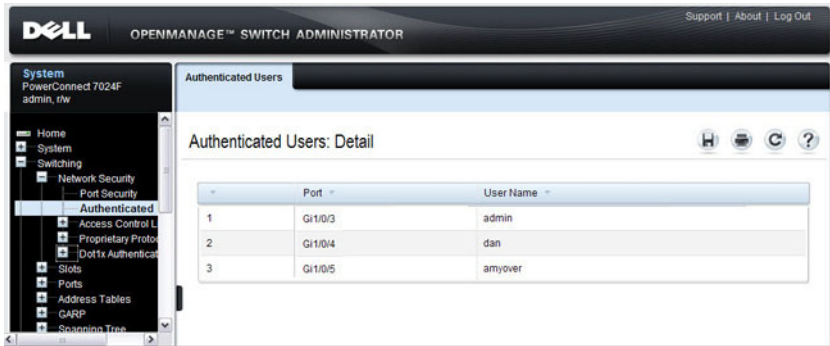 Support | About | Log Out
DELL OPENMANAGE™ SWITCH ADMINISTRATOR
System
PowerConnect 7024F
admin, r/w
Home
System
Switching
Network Security
Port Security
Authenticated
Access Control L
Proprietary Protoc
Dot1x Authenticat
Slots
Ports
Address Tables
GARP
Spanning Tree
Authenticated Users
Authenticated Users: Detail
Port User Name
1 Gi1/0/3 admin
2 Gi1/0/4 dan
3 Gi1/0/5 amyover